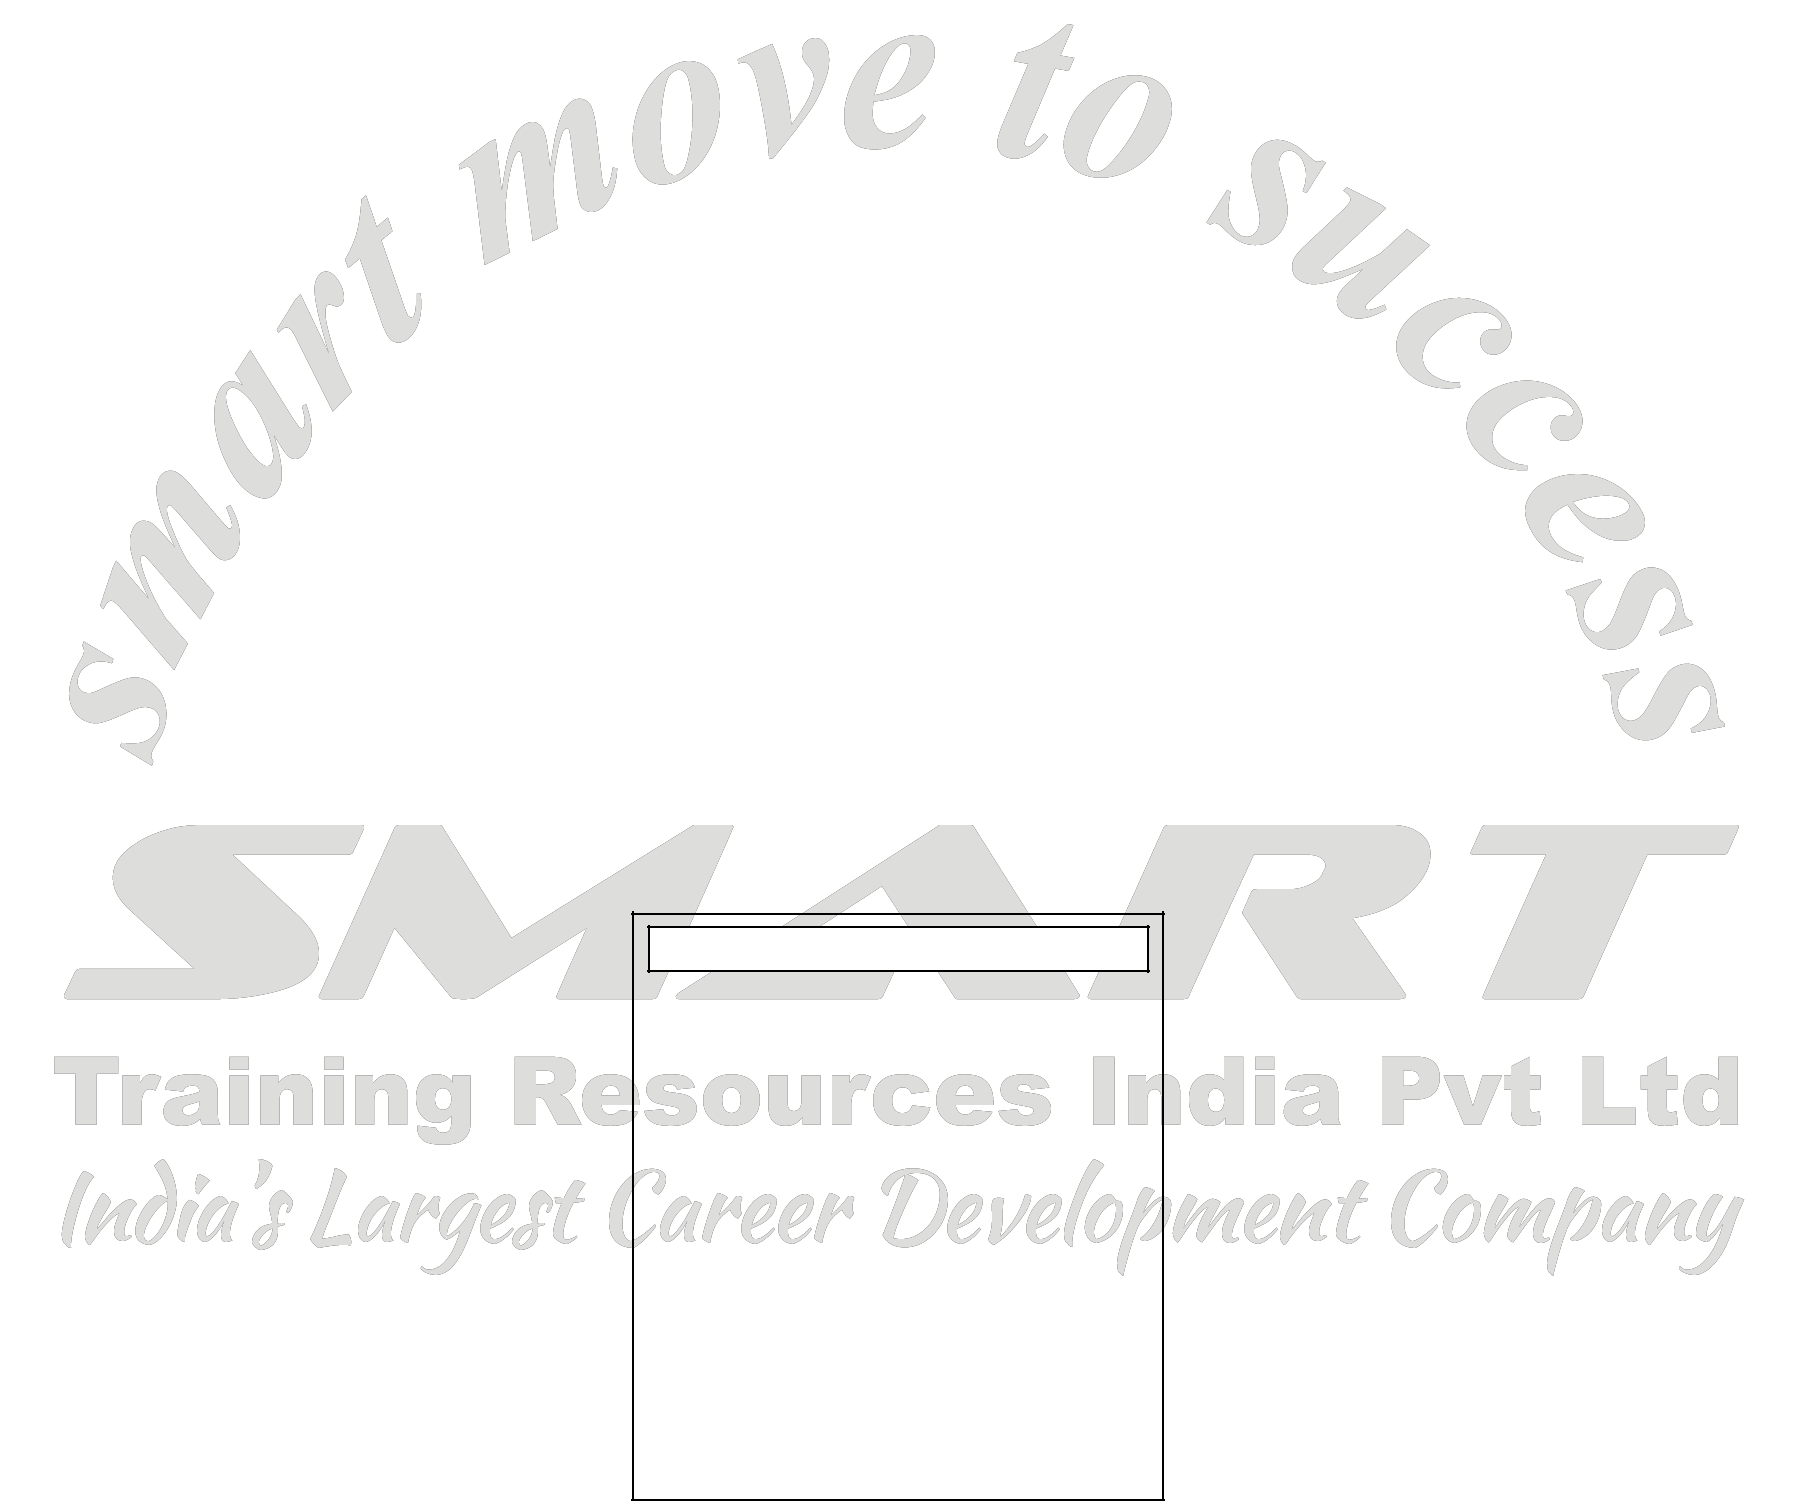 smart move to success
SMART
Training Resources India Pvt Ltd
India's Largest Career Development Company